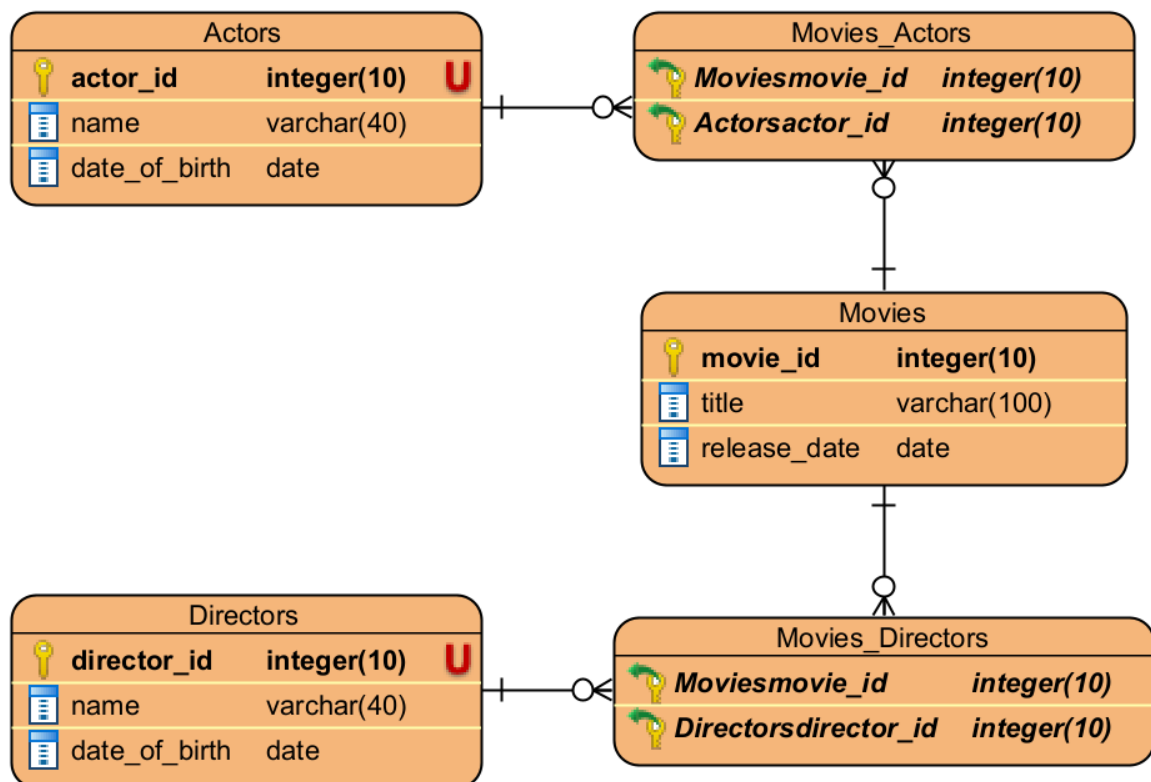 Actors
actor_id integer(10) U
name varchar(40)
date_of_birth date
Movies_Actors
Moviesmovie_id integer(10)
Actorsactor_id integer(10)
Movies
movie_id integer(10)
title varchar(100)
release_date date
Directors
director_id integer(10) U
name varchar(40)
date_of_birth date
Movies_Directors
Moviesmovie_id integer(10)
Directorsdirector_id integer(10)